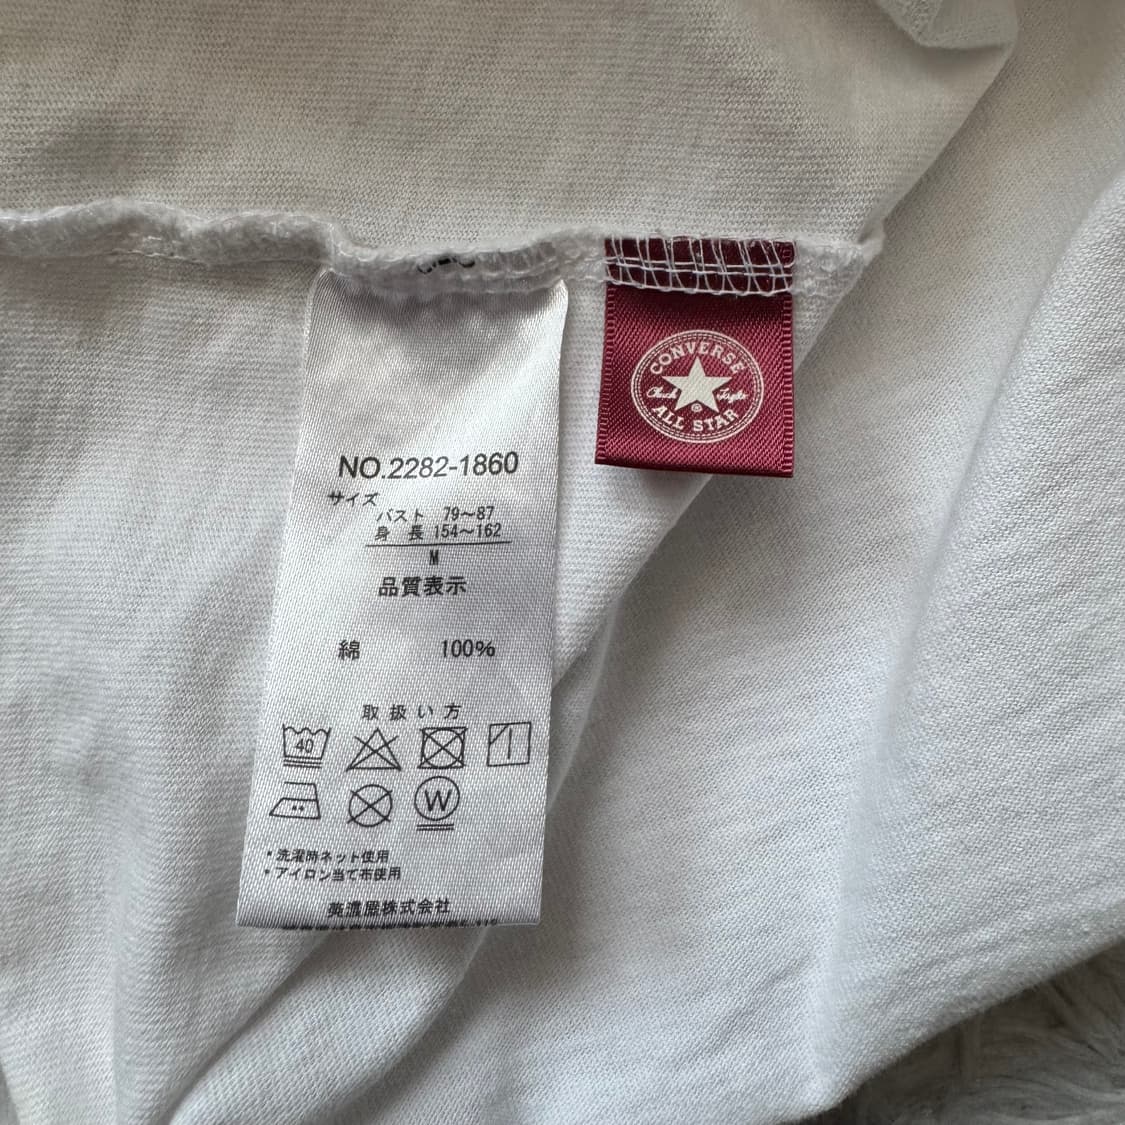 NO.2282-1860
サイズ
バスト 79～87
身 長 154～162
M
品質表示
綿 100%
取 扱 い 方
40
W
・洗濯時ネット使用
・アイロン当て布使用
美濃屋株式会社
CONVERSE
Chuck Taylor
®
ALL STAR